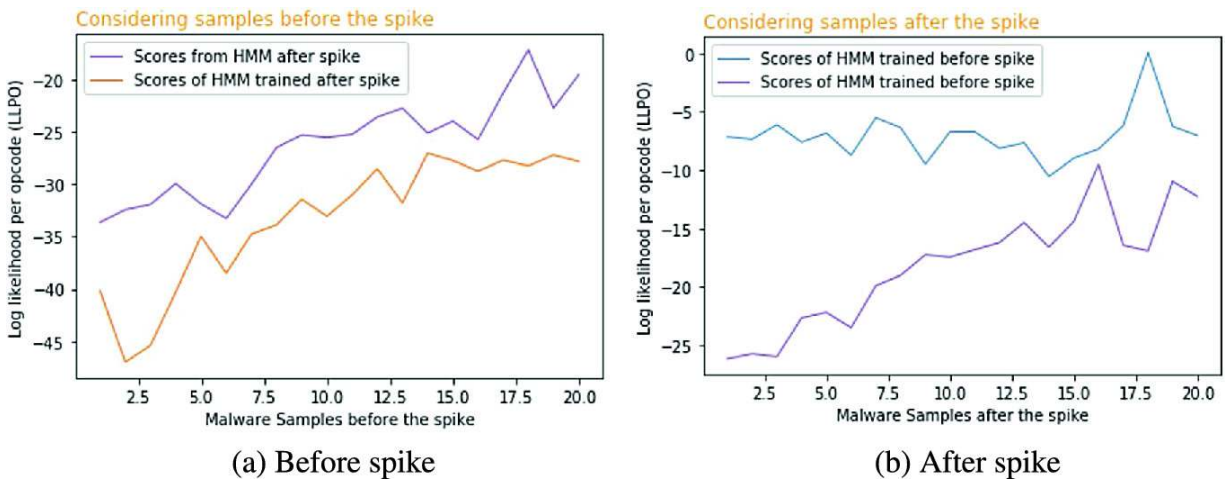 Considering samples before the spike
Scores from HMM after spike
Scores of HMM trained after spike
Log likelihood per opcode (LLPO)
−20
−25
−30
−35
−40
−45
2.5 5.0 7.5 10.0 12.5 15.0 17.5 20.0
Malware Samples before the spike
(a) Before spike
Considering samples after the spike
Scores of HMM trained before spike
Scores of HMM trained before spike
Log likelihood per opcode (LLPO)
0
−5
−10
−15
−20
−25
2.5 5.0 7.5 10.0 12.5 15.0 17.5 20.0
Malware Samples after the spike
(b) After spike